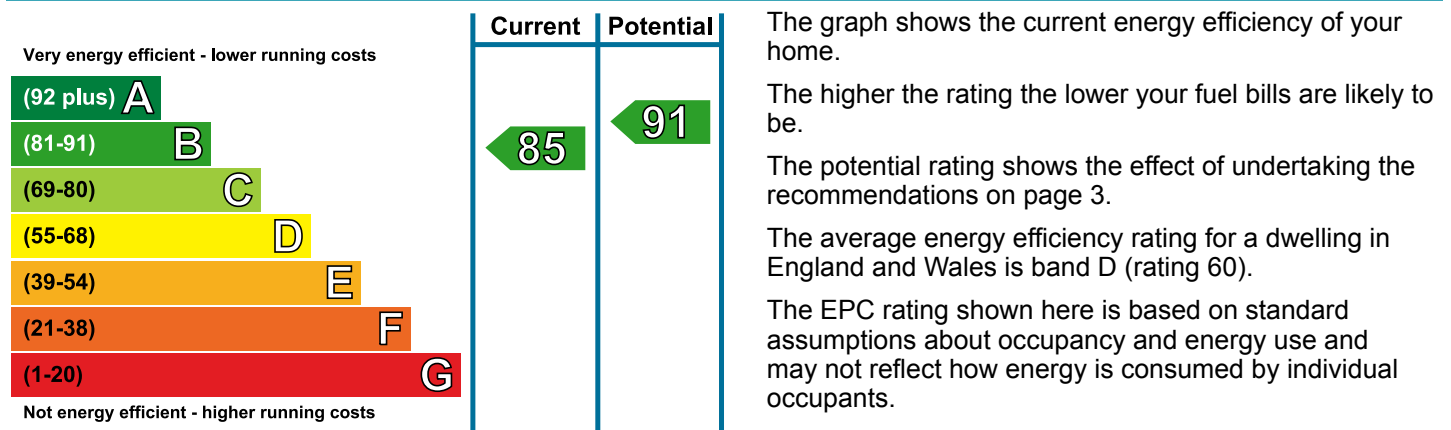 Current Potential
Very energy efficient - lower running costs
(92 plus) A
(81-91) B
(69-80) C
(55-68) D
(39-54) E
(21-38) F
(1-20) G
Not energy efficient - higher running costs
85
91
The graph shows the current energy efficiency of your
home.
The higher the rating the lower your fuel bills are likely to
be.
The potential rating shows the effect of undertaking the
recommendations on page 3.
The average energy efficiency rating for a dwelling in
England and Wales is band D (rating 60).
The EPC rating shown here is based on standard
assumptions about occupancy and energy use and
may not reflect how energy is consumed by individual
occupants.